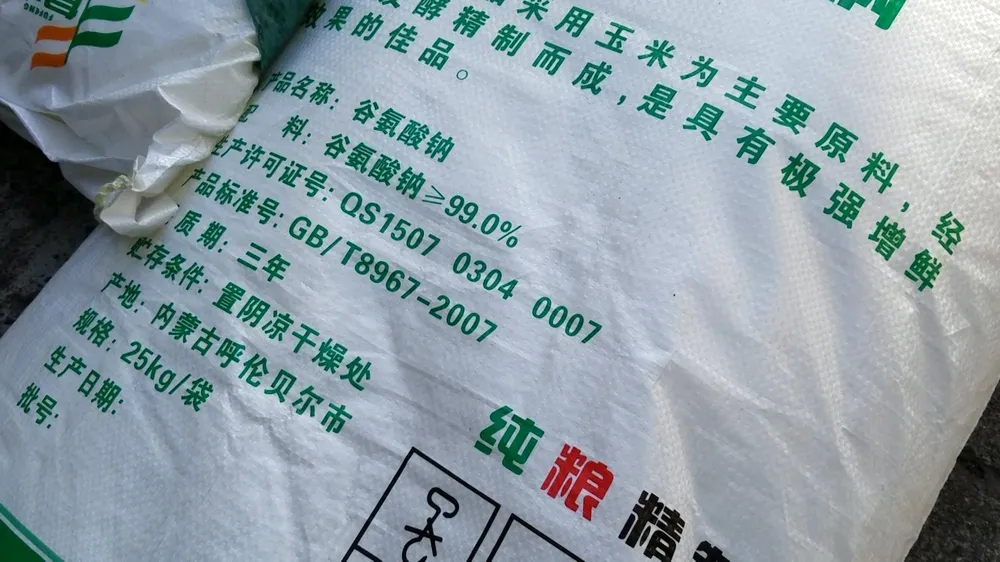 FUFENG
采用玉米为主要原料，经
发酵精制而成，是具有极强增鲜
效果的佳品。
产品名称：谷氨酸钠
配 料：谷氨酸钠≥99.0%
生产许可证号：QS1507 0304 0007
产品标准号：GB/T8967-2007
质期：三年
贮存条件：置阴凉干燥处
产地：内蒙古呼伦贝尔市
规格：25kg/袋
生产日期：
批号：
纯粮精